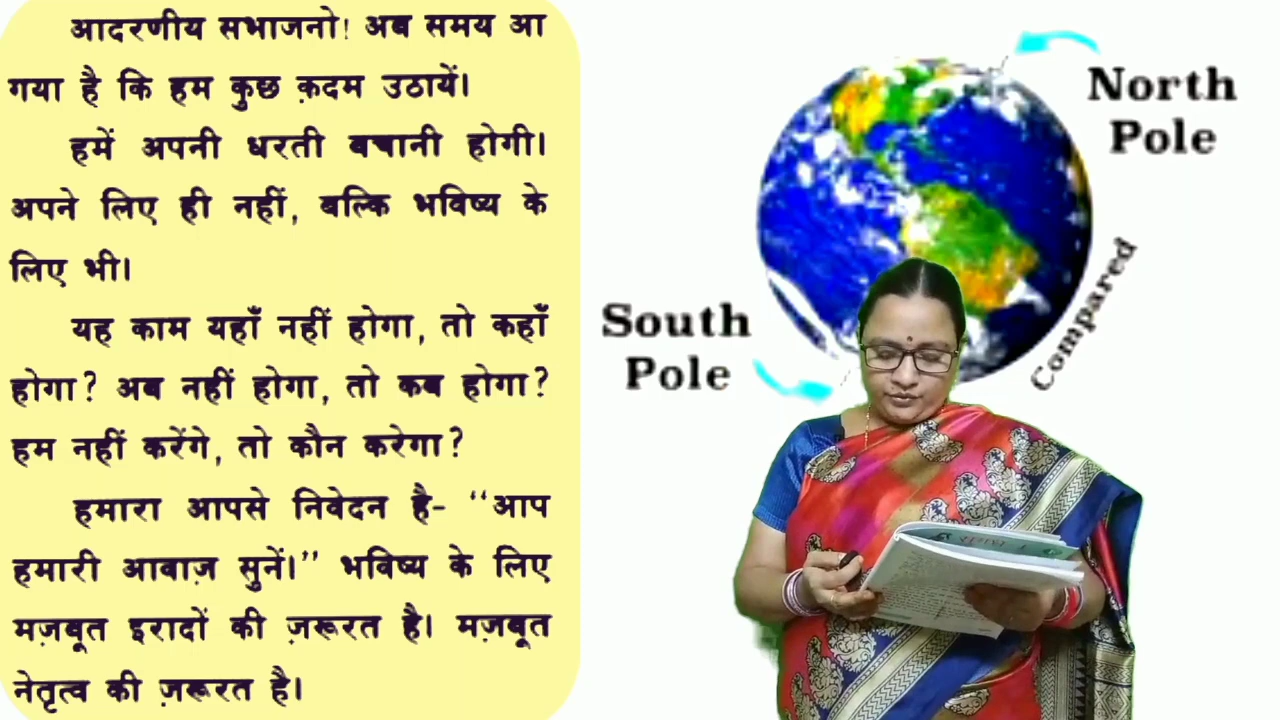 आदरणीय सभाजनो! अब समय आ
गया है कि हम कुछ क़दम उठायें।
हमें अपनी धरती बचानी होगी।
अपने लिए ही नहीं, बल्कि भविष्य के
लिए भी।
यह काम यहाँ नहीं होगा, तो कहाँ
होगा? अब नहीं होगा, तो कब होगा?
हम नहीं करेंगे, तो कौन करेगा?
हमारा आपसे निवेदन है- ‘‘आप
हमारी आवाज़ सुनें।’’ भविष्य के लिए
मज़बूत इरादों की ज़रूरत है। मज़बूत
नेतृत्व की ज़रूरत है।
North
Pole
South
Pole
Compared